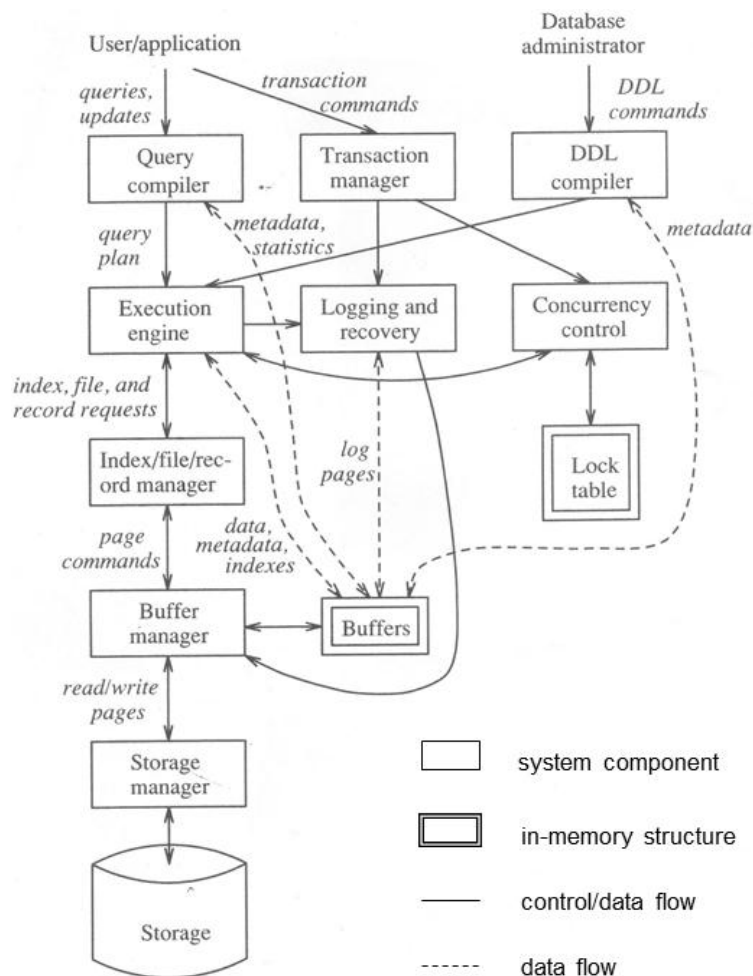 User/application
Database
administrator
queries,
updates
transaction
commands
DDL
commands
Query
compiler
Transaction
manager
DDL
compiler
query
plan
metadata,
statistics
metadata
Execution
engine
Logging and
recovery
Concurrency
control
index, file, and
record requests
Index/file/rec-
ord manager
log
pages
Lock
table
page
commands
data,
metadata,
indexes
Buffer
manager
Buffers
read/write
pages
Storage
manager
Storage
system component
in-memory structure
control/data flow
data flow